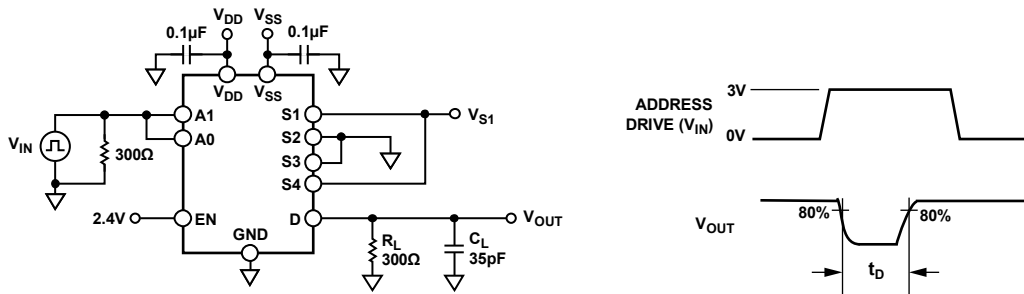 V_DD V_SS
0.1µF 0.1µF
V_DD V_SS
A1 S1 V_S1
A0 S2
V_IN 300Ω S3
S4
2.4V EN D V_OUT
GND R_L C_L
300Ω 35pF
3V
ADDRESS
DRIVE (V_IN)
0V
80% 80%
V_OUT
t_D